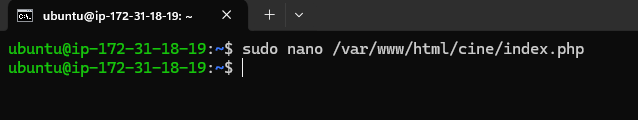 ubuntu@ip-172-31-18-19: ~
ubuntu@ip-172-31-18-19:~$ sudo nano /var/www/html/cine/index.php
ubuntu@ip-172-31-18-19:~$